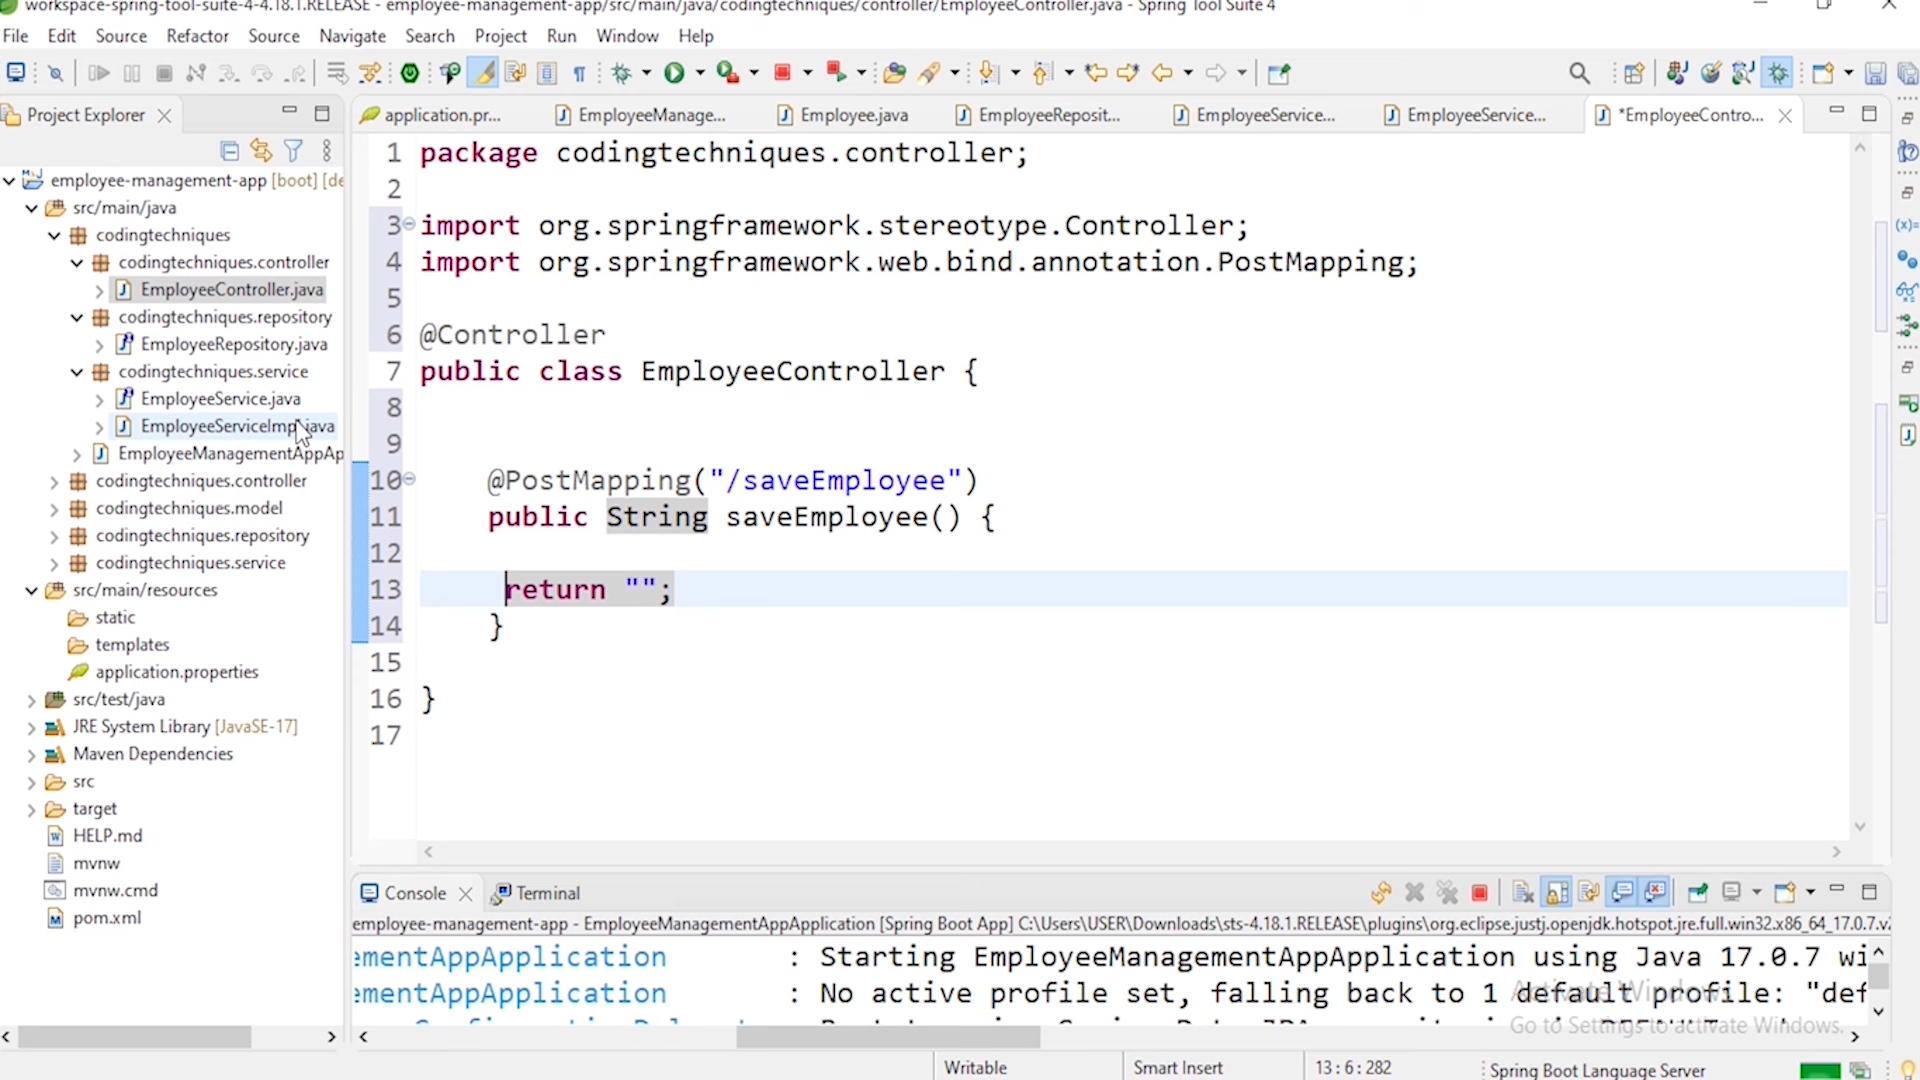 workspace-spring-tool-suite-4-4.18.1.RELEASE - employee-management-app/src/main/java/codingtechniques/controller/EmployeeController.java - Spring Tool Suite 4
File Edit Source Refactor Source Navigate Search Project Run Window Help
Project Explorer
application.pr... EmployeeManage... Employee.java EmployeeReposit... EmployeeService... EmployeeService... *EmployeeContro...
employee-management-app [boot] [de
src/main/java
codingtechniques
codingtechniques.controller
EmployeeController.java
codingtechniques.repository
EmployeeRepository.java
codingtechniques.service
EmployeeService.java
EmployeeServiceImpl.java
EmployeeManagementAppAp
codingtechniques.controller
codingtechniques.model
codingtechniques.repository
codingtechniques.service
src/main/resources
static
templates
application.properties
src/test/java
JRE System Library [JavaSE-17]
Maven Dependencies
src
target
HELP.md
mvnw
mvnw.cmd
pom.xml
1 package codingtechniques.controller;
2
3 import org.springframework.stereotype.Controller;
4 import org.springframework.web.bind.annotation.PostMapping;
5
6 @Controller
7 public class EmployeeController {
8
9
10 @PostMapping("/saveEmployee")
11 public String saveEmployee() {
12
13 return "";
14 }
15
16 }
17
Console Terminal
employee-management-app - EmployeeManagementAppApplication [Spring Boot App] C:\Users\USER\Downloads\sts-4.18.1.RELEASE\plugins\org.eclipse.justj.openjdk.hotspot.jre.full.win32.x86_64_17.0.7.v
ementAppApplication : Starting EmployeeManagementAppApplication using Java 17.0.7 wi
ementAppApplication : No active profile set, falling back to 1 default profile: "def
Activate Windows
Go to Settings to activate Windows.
Writable Smart Insert 13 : 6 : 282 Spring Boot Language Server